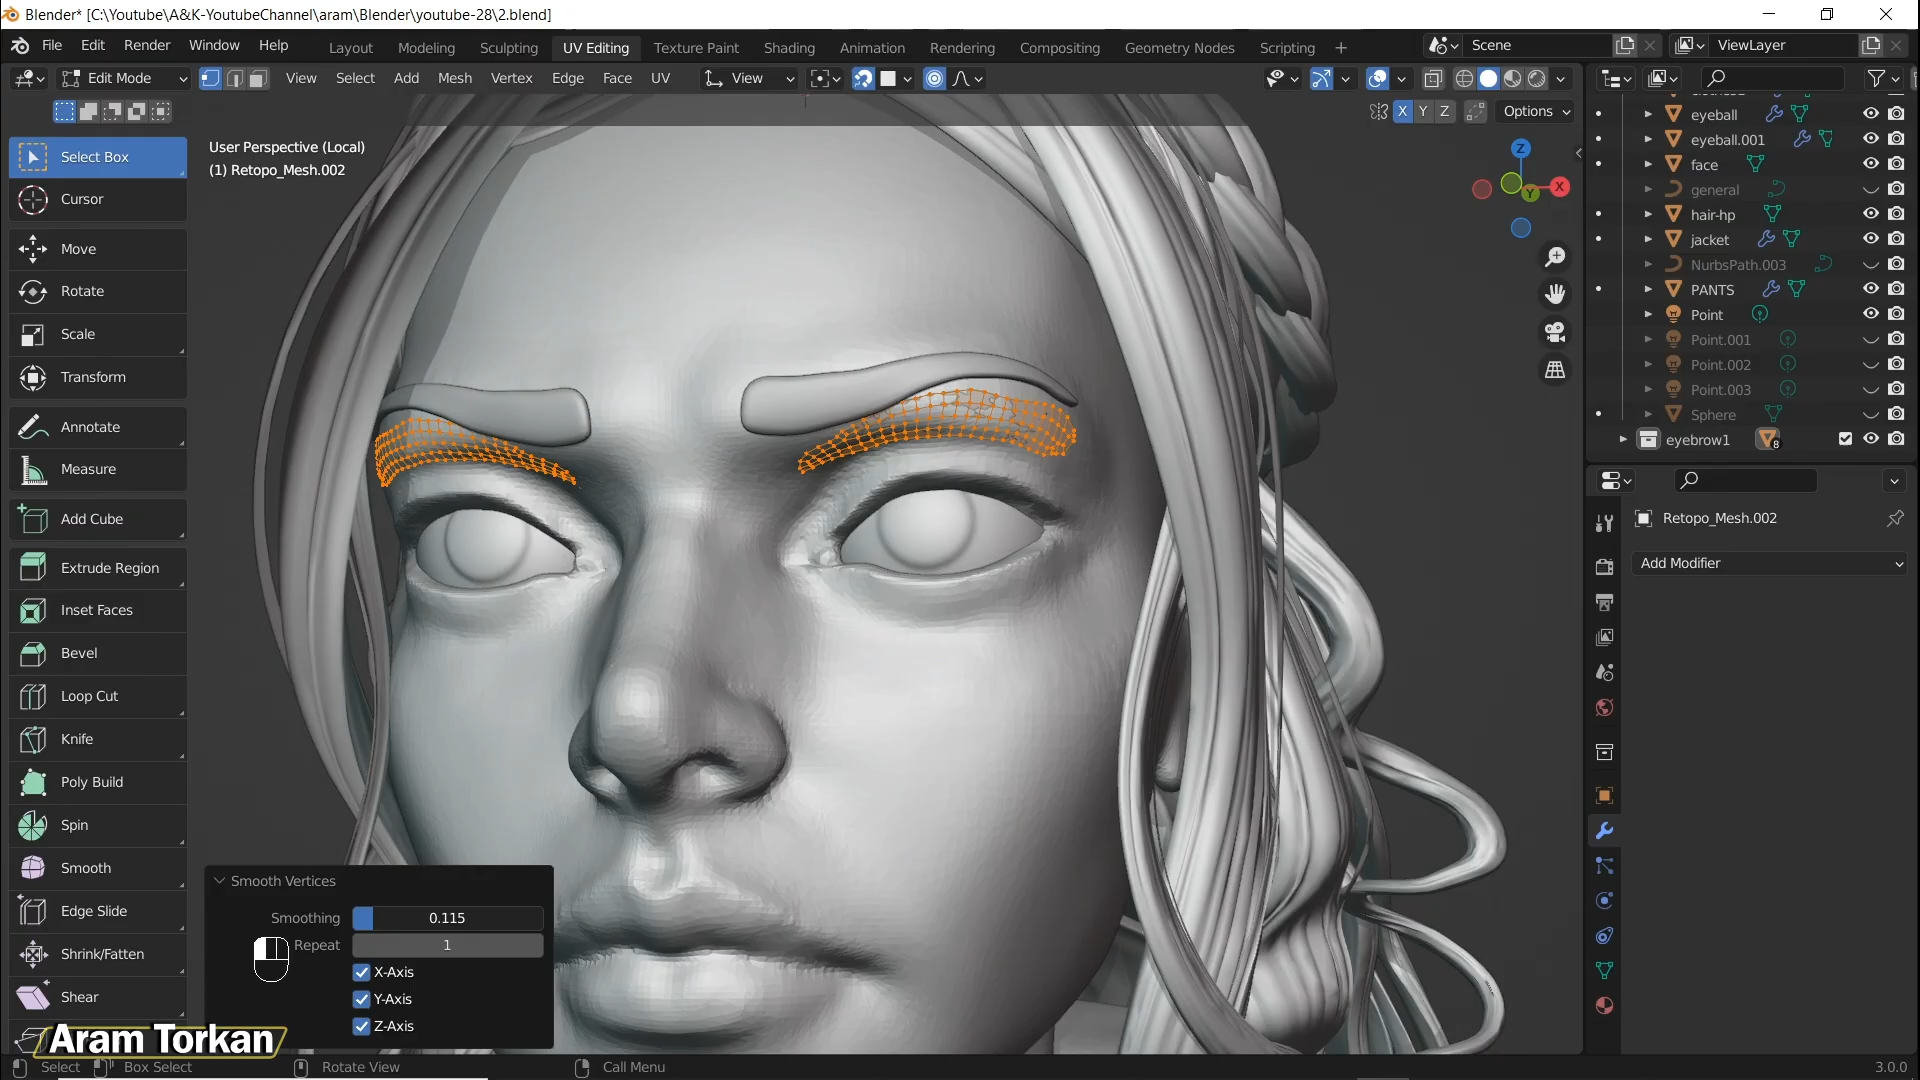 Blender* [C:\Youtube\A&K-YoutubeChannel\aram\Blender\youtube-28\2.blend]
File Edit Render Window Help
Layout Modeling Sculpting UV Editing Texture Paint Shading Animation Rendering Compositing Geometry Nodes Scripting +
Scene
ViewLayer
Edit Mode View Select Add Mesh Vertex Edge Face UV View
X Y Z Options
User Perspective (Local)
(1) Retopo_Mesh.002
Z
X
Y
Select Box
Cursor
Move
Rotate
Scale
Transform
Annotate
Measure
Add Cube
Extrude Region
Inset Faces
Bevel
Loop Cut
Knife
Poly Build
Spin
Smooth
Edge Slide
Shrink/Fatten
Shear
Smooth Vertices
Smoothing 0.115
Repeat 1
X-Axis
Y-Axis
Z-Axis
Aram Torkan
Select Box Select Rotate View Call Menu
3.0.0
eyeball
eyeball.001
face
general
hair-hp
jacket
NurbsPath.003
PANTS
Point
Point.001
Point.002
Point.003
Sphere
eyebrow1 8
Retopo_Mesh.002
Add Modifier